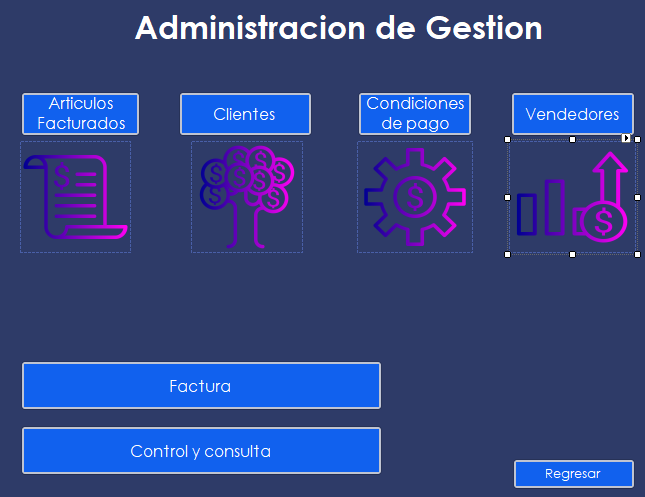 Administracion de Gestion
Articulos
Facturados
Clientes
Condiciones
de pago
Vendedores
$
$ $ $ $ $ $ $
$
$
Factura
Control y consulta
Regresar